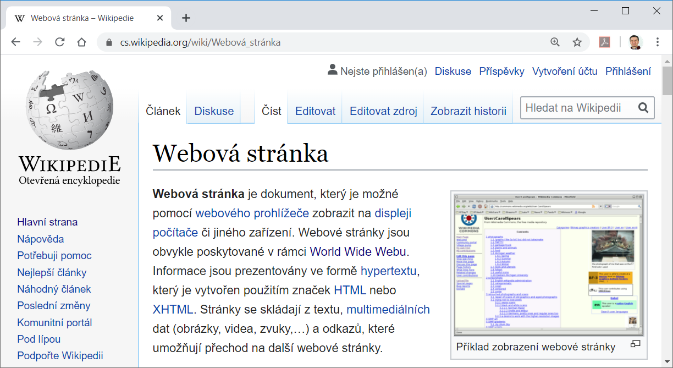 Webová stránka – Wikipedie
cs.wikipedia.org/wiki/Webová_stránka
Nejste přihlášen(a) Diskuse Příspěvky Vytvoření účtu Přihlášení
Článek Diskuse Číst Editovat Editovat zdroj Zobrazit historii Hledat na Wikipedii
WIKIPEDIE
Otevřená encyklopedie
Hlavní strana
Nápověda
Potřebuji pomoc
Nejlepší články
Náhodný článek
Poslední změny
Komunitní portál
Pod lípou
Podpořte Wikipedii
Webová stránka
Webová stránka je dokument, který je možné
pomocí webového prohlížeče zobrazit na displeji
počítače či jiného zařízení. Webové stránky jsou
obvykle poskytované v rámci World Wide Webu.
Informace jsou prezentovány ve formě hypertextu,
který je vytvořen použitím značek HTML nebo
XHTML. Stránky se skládají z textu, multimediálních
dat (obrázky, videa, zvuky,...) a odkazů, které
umožňují přechod na další webové stránky.
Příklad zobrazení webové stránky